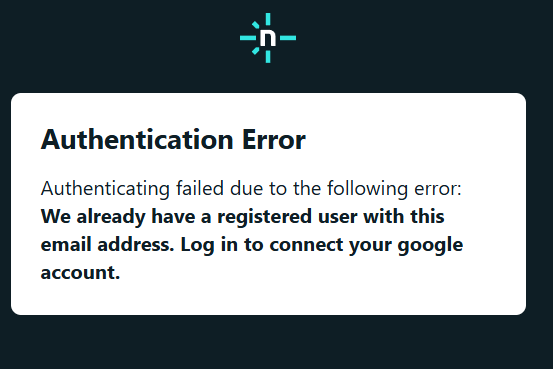 n
Authentication Error
Authenticating failed due to the following error:
We already have a registered user with this
email address. Log in to connect your google
account.